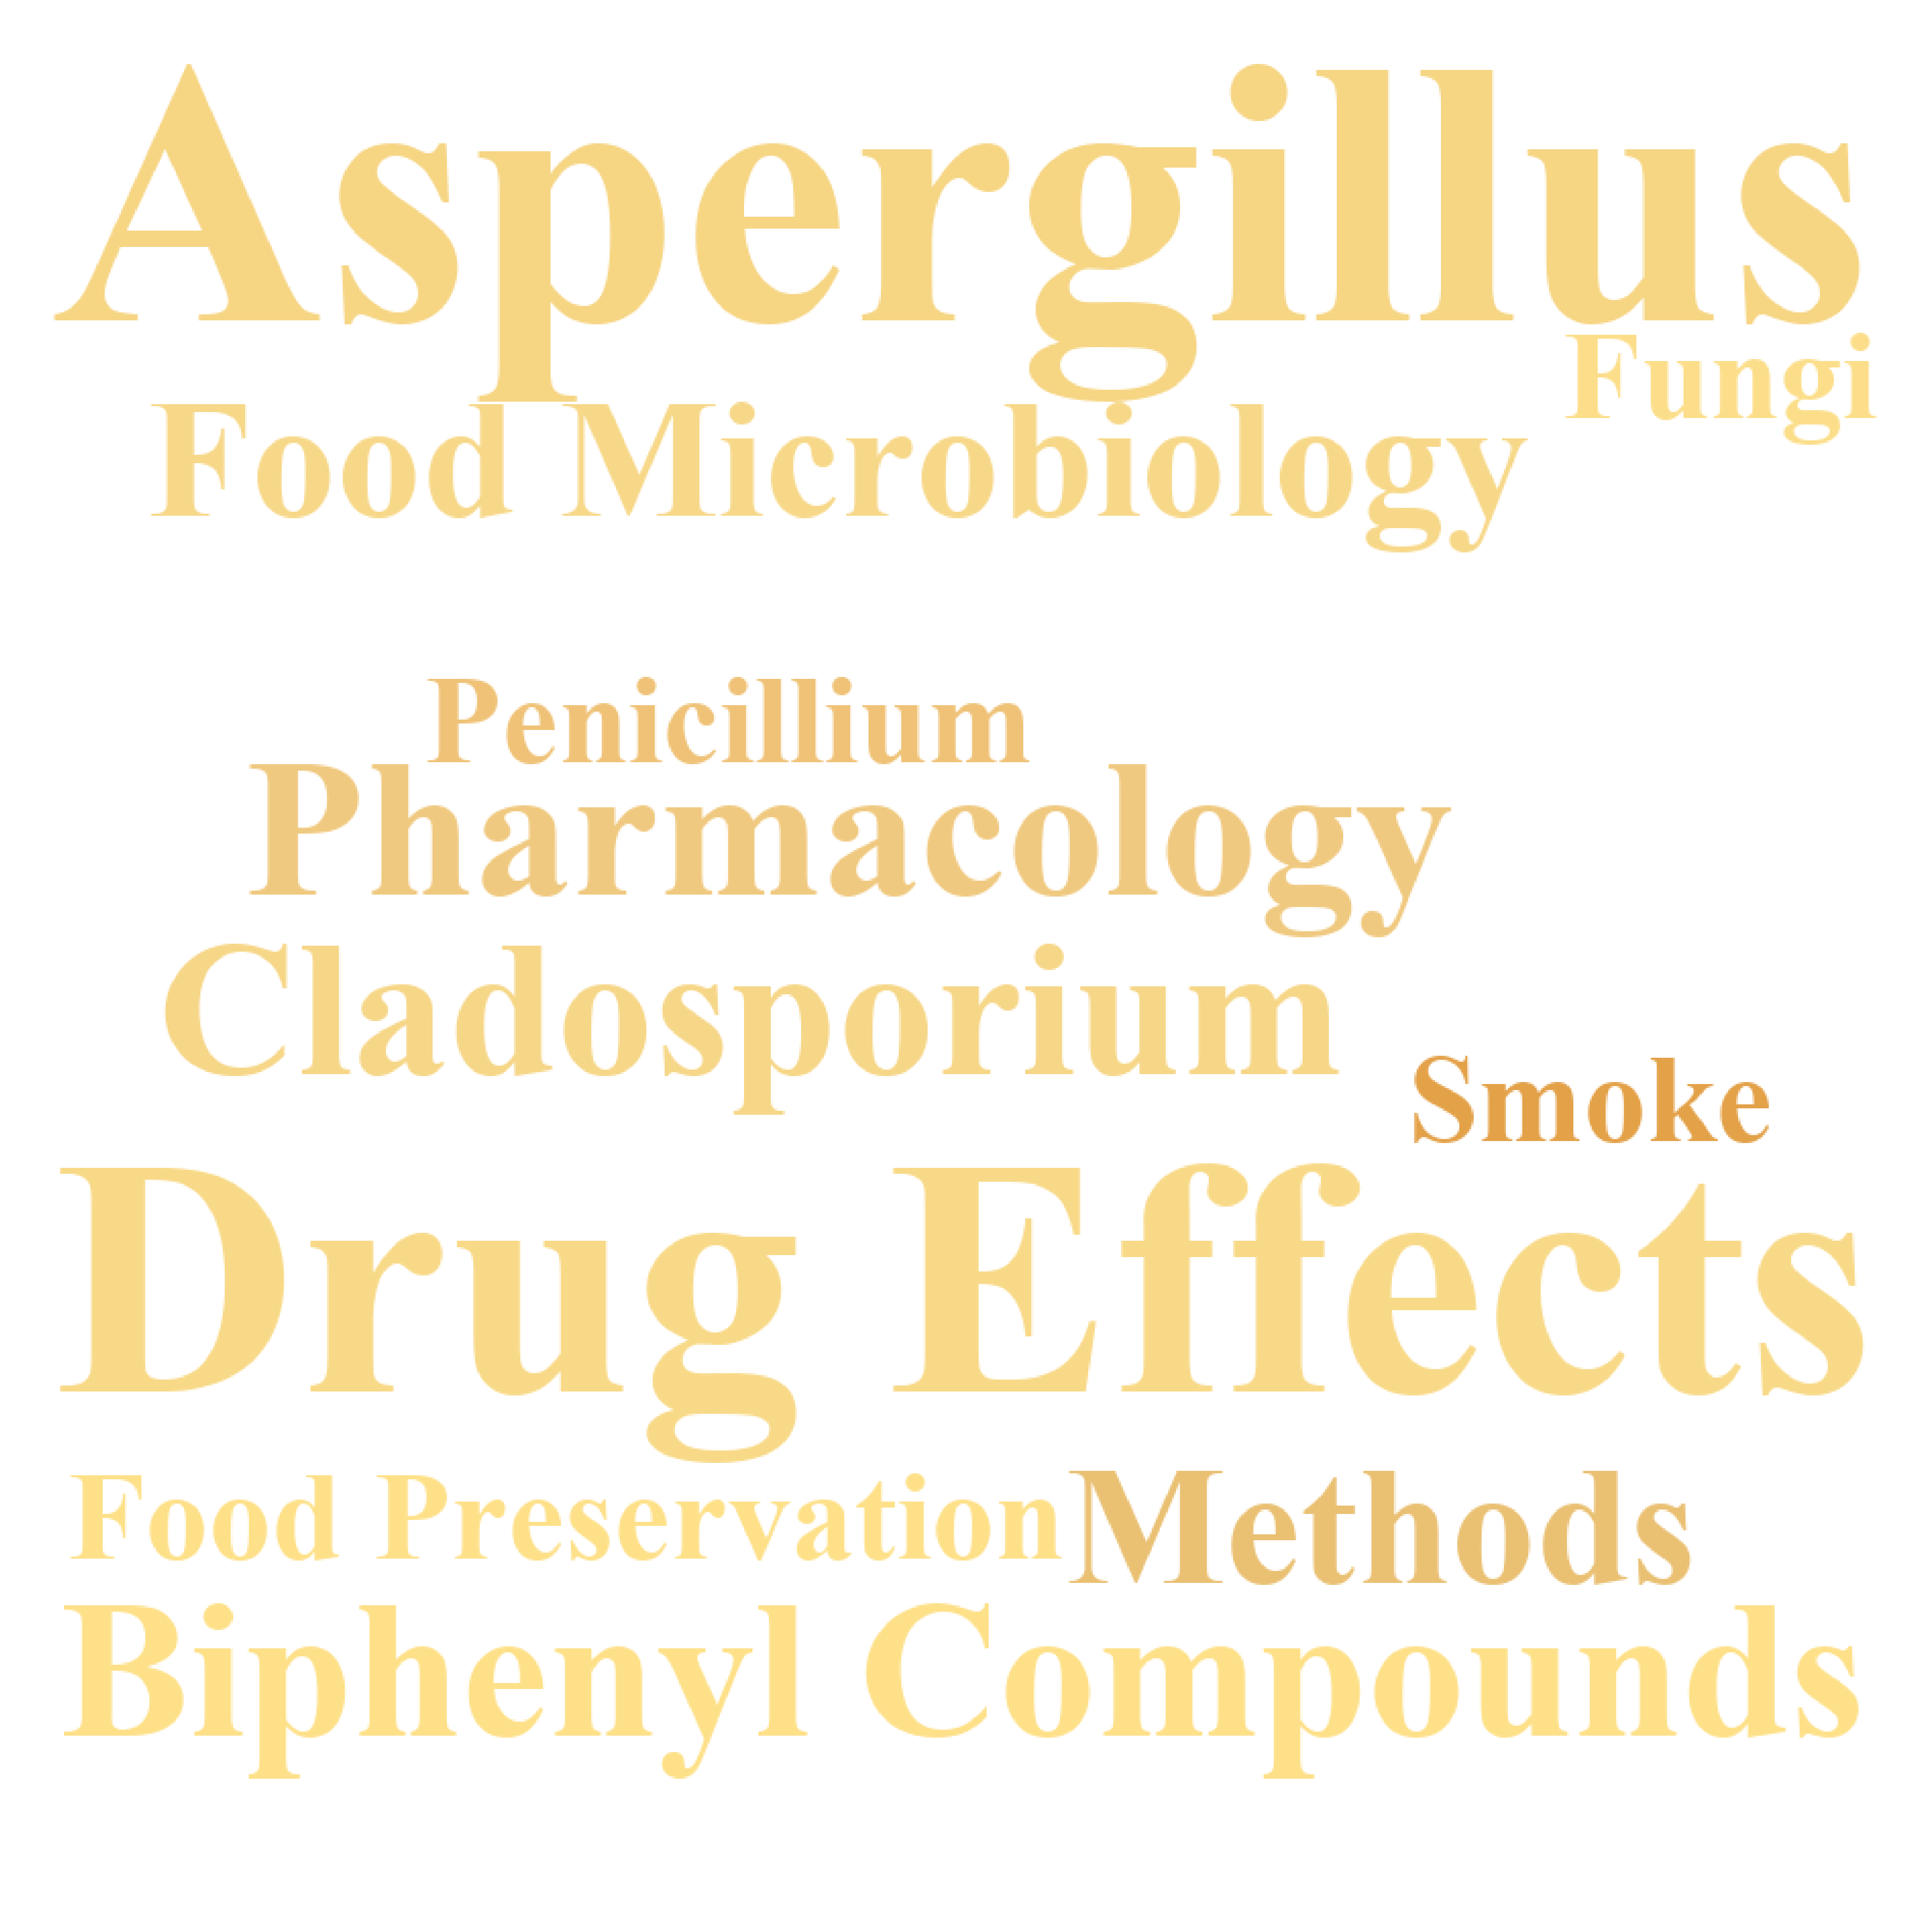 Aspergillus
Fungi
Food Microbiology
Penicillium
Pharmacology
Cladosporium
Smoke
Drug Effects
Food Preservation
Methods
Biphenyl Compounds